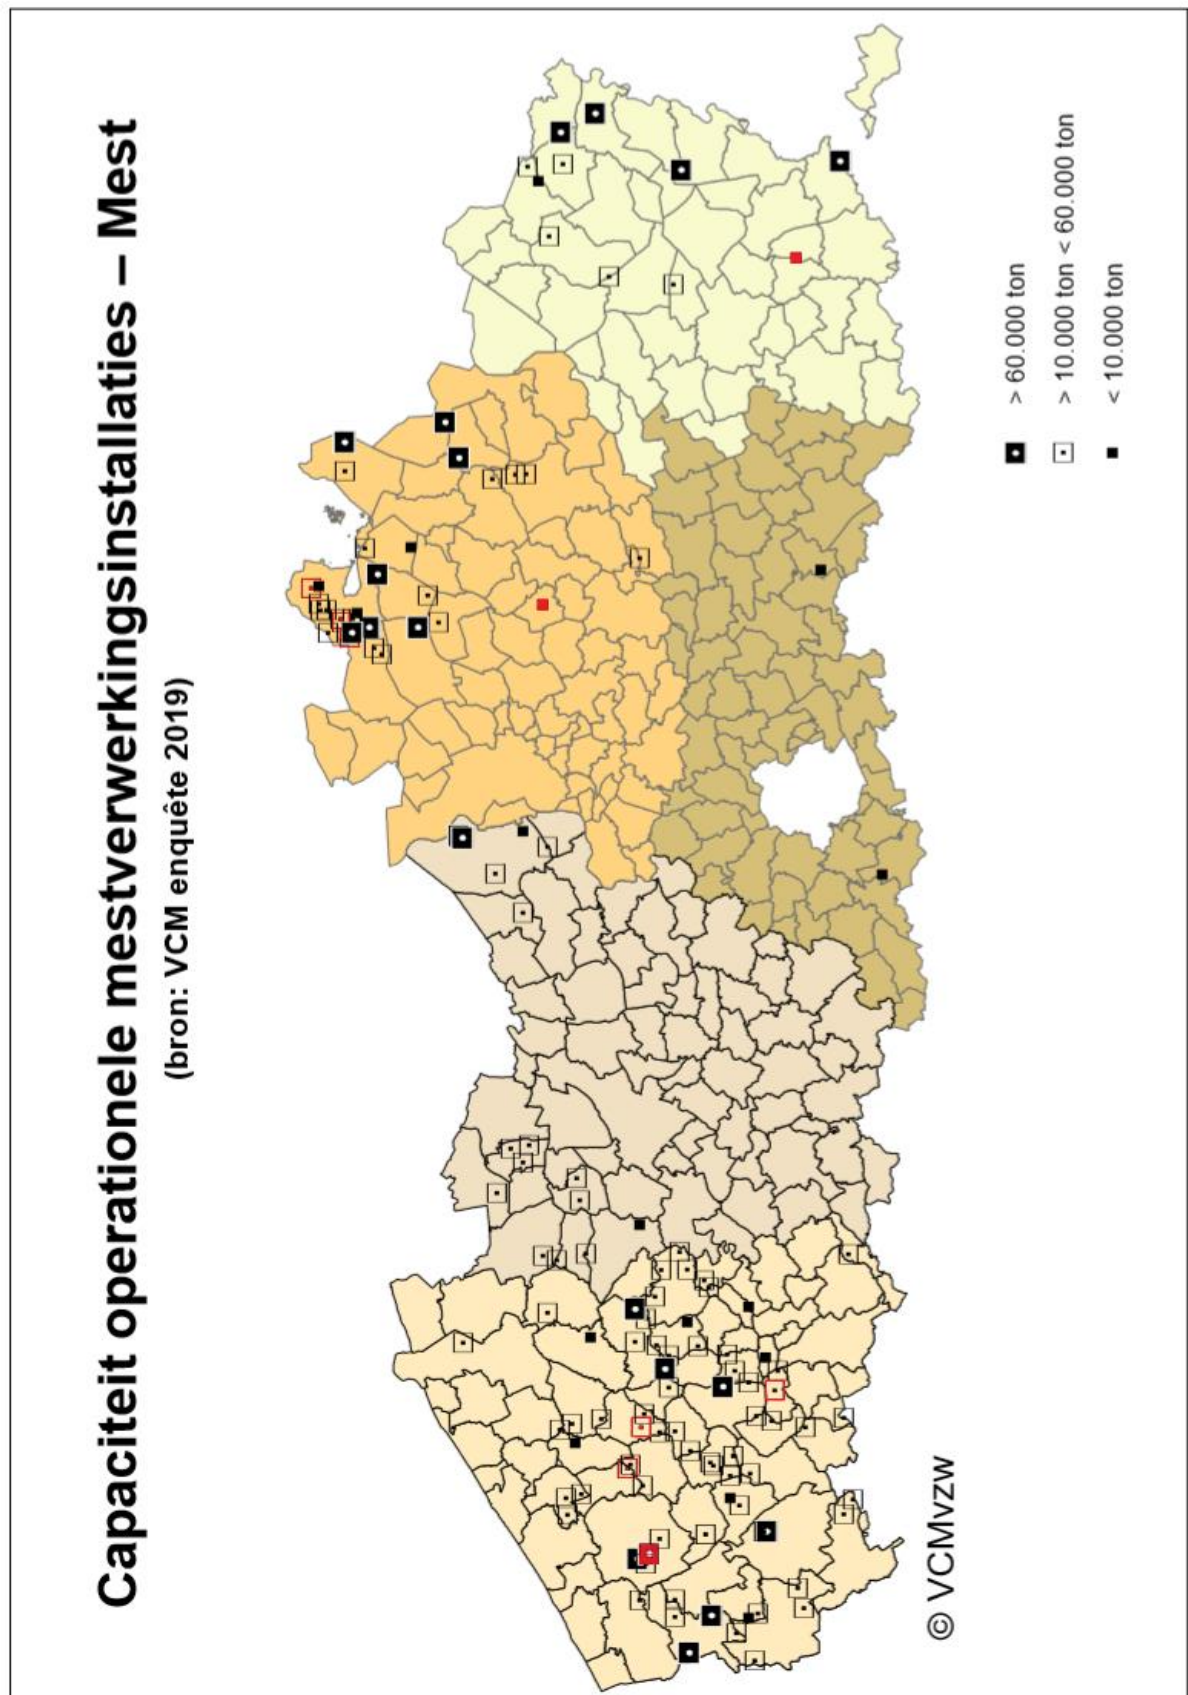 Capaciteit operationele mestverwerkingsinstallaties – Mest
(bron: VCM enquête 2019)
> 60.000 ton
> 10.000 ton < 60.000 ton
< 10.000 ton
© VCMvzw